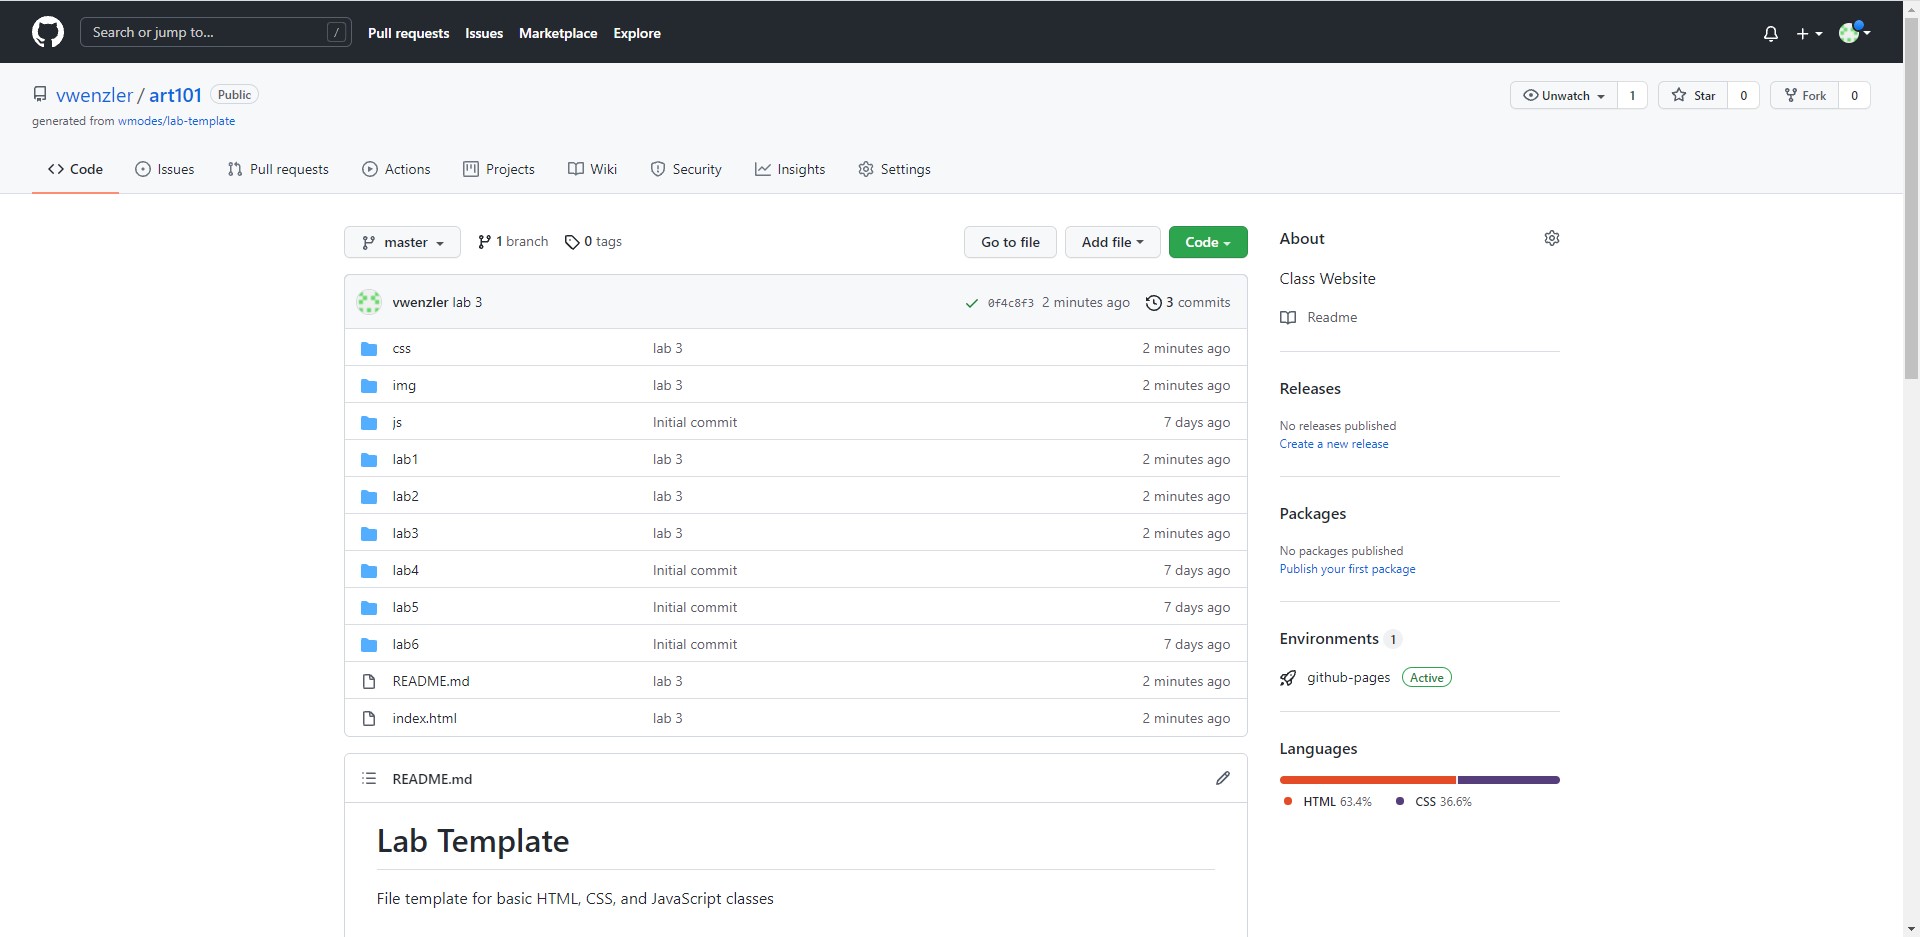 Search or jump to... /
Pull requests Issues Marketplace Explore
vwenzler / art101 Public
Unwatch 1 Star 0 Fork 0
generated from wmodes/lab-template
Code Issues Pull requests Actions Projects Wiki Security Insights Settings
master 1 branch 0 tags
Go to file Add file Code
vwenzler lab 3 0f4c8f3 2 minutes ago 3 commits
css lab 3 2 minutes ago
img lab 3 2 minutes ago
js Initial commit 7 days ago
lab1 lab 3 2 minutes ago
lab2 lab 3 2 minutes ago
lab3 lab 3 2 minutes ago
lab4 Initial commit 7 days ago
lab5 Initial commit 7 days ago
lab6 Initial commit 7 days ago
README.md lab 3 2 minutes ago
index.html lab 3 2 minutes ago
README.md
Lab Template
File template for basic HTML, CSS, and JavaScript classes
About
Class Website
Readme
Releases
No releases published
Create a new release
Packages
No packages published
Publish your first package
Environments 1
github-pages Active
Languages
HTML 63.4% CSS 36.6%